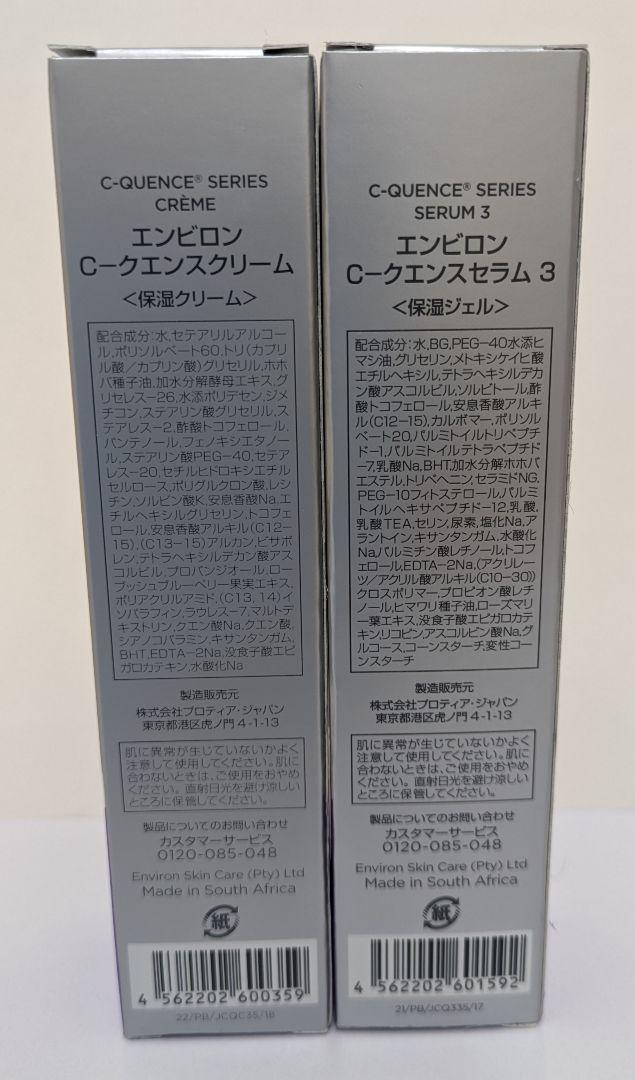 C-QUENCE® SERIES
CRÈME
エンビロン
C－クエンスクリーム
＜保湿クリーム＞
配合成分:水,セテアリルアルコー
ル,ポリソルベート60,トリ(カプリ
ル酸／カプリン酸)グリセリル,ホホ
バ種子油,加水分解酵母エキス,グ
リセレス－26,水添ポリデセン,ジメ
チコン,ステアリン酸グリセリル,ス
テアレス－2,酢酸トコフェロール,
パンテノール,フェノキシエタノー
ル,ステアリン酸PEG－40,セテア
レス－20,セチルヒドロキシエチル
セルロース,ポリグルクロン酸,レシ
チン,ソルビン酸K,安息香酸Na,エ
チルヘキシルグリセリン,トコフェ
ロール,安息香酸アルキル(C12－
15),(C13－15)アルカン,ビサボ
レン,テトラヘキシルデカン酸アス
コルビル,プロパンジオール,ロー
ブッシュブルーベリー果実エキス,
ポリアクリルアミド,(C13,14)イ
ソパラフィン,ラウレス－7,マルトデ
キストリン,クエン酸Na,クエン酸,
シアノコバラミン,キサンタンガム,
BHT,EDTA－2Na,没食子酸エピ
ガロカテキン,水酸化Na
製造販売元
株式会社プロティア・ジャパン
東京都港区虎ノ門 4-1-13
肌に異常が生じていないかよく
注意して使用してください。肌に
合わないときは、ご使用をおやめ
ください。直射日光を避け涼しい
ところに保管してください。
製品についてのお問い合わせ
カスタマーサービス
0120-085-048
Environ Skin Care (Pty) Ltd
Made in South Africa
紙
4 562202 600359
22/PB/JCQC35/18
C-QUENCE® SERIES
SERUM 3
エンビロン
C－クエンスセラム 3
＜保湿ジェル＞
配合成分:水,BG,PEG－40水添ヒ
マシ油,グリセリン,メトキシケイヒ酸
エチルヘキシル,テトラヘキシルデカ
ン酸アスコルビル,ソルビトール,酢
酸トコフェロール,安息香酸アルキ
ル(C12－15),カルボマー,ポリソル
ベート20,パルミトイルトリペプチド
－1,パルミトイルテトラペプチド
－7,乳酸Na,BHT,加水分解ホホバ
エステル,トリベヘニン,セラミドNG,
PEG－10フィトステロール,パルミ
トイルヘキサペプチド－12,乳酸,
乳酸TEA,セリン,尿素,塩化Na,ア
ラントイン,キサンタンガム,水酸化
Naパルミチン酸レチノール,トコフ
ェロール,EDTA－2Na,(アクリレー
ツ／アクリル酸アルキル(C10－30))
クロスポリマー,プロピオン酸レチ
ノール,ヒマワリ種子油,ローズマリ
ー葉エキス,没食子酸エピガロカテ
キン,リコピン,アスコルビン酸Na,グ
ルコース,コーンスターチ,変性コー
ンスターチ
製造販売元
株式会社プロティア・ジャパン
東京都港区虎ノ門 4-1-13
肌に異常が生じていないかよく
注意して使用してください。肌に
合わないときは、ご使用をおやめ
ください。直射日光を避け涼しい
ところに保管してください。
製品についてのお問い合わせ
カスタマーサービス
0120-085-048
Environ Skin Care (Pty) Ltd
Made in South Africa
紙
4 562202 601592
21/PB/JCQ335/17